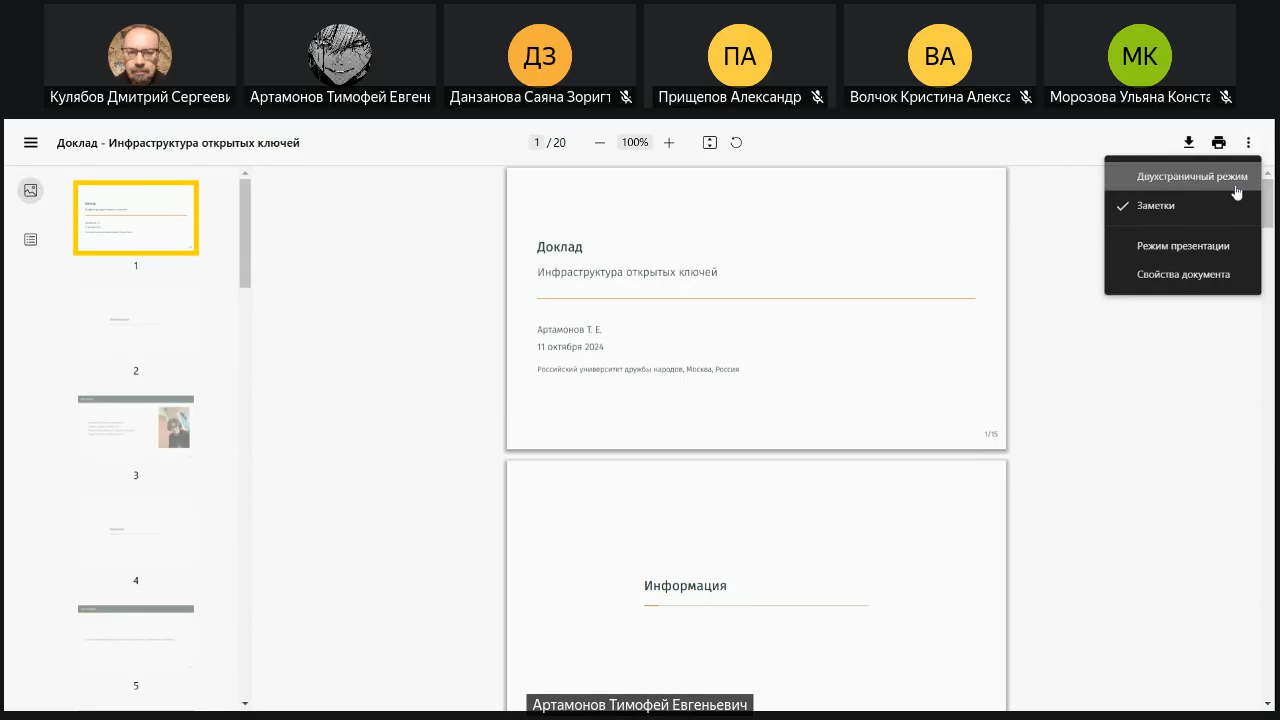 ДЗ
ПА
ВА
МК
Кулябов Дмитрий Сергееви
Артамонов Тимофей Евгень
Данзанова Саяна Зориг
Прищепов Александр
Волчок Кристина Алекса
Морозова Ульяна Конста
Доклад - Инфраструктура открытых ключей
1 / 20
100%
Двухстраничный режим
Заметки
Режим презентации
Свойства документа
1
2
3
4
5
Доклад
Инфраструктура открытых ключей
Артамонов Т. Е.
11 октября 2024
Российский университет дружбы народов, Москва, Россия
1/15
Информация
Артамонов Тимофей Евгеньевич